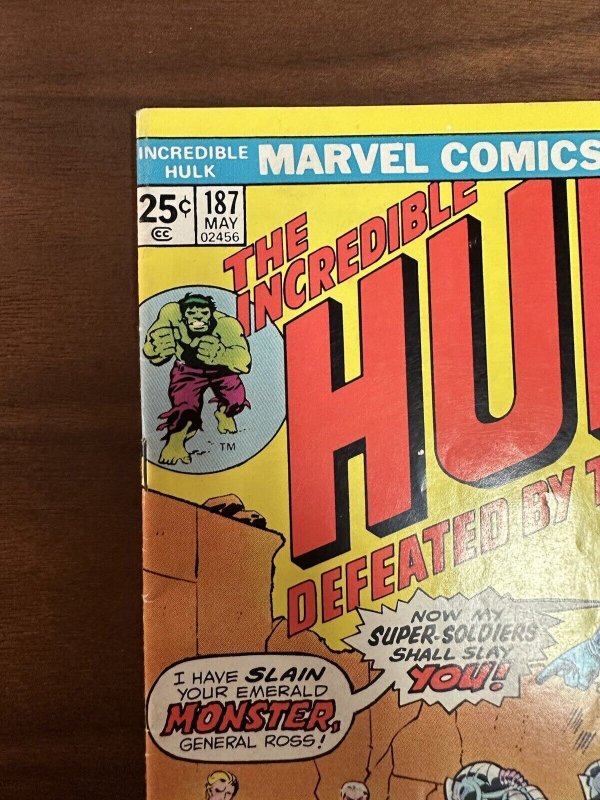 INCREDIBLE
HULK
MARVEL COMICS
25¢
187
MAY
02456
CC
THE
INCREDIBLE
HU
TM
DEFEATED BY T
NOW MY
SUPER-SOLDIERS
SHALL SLAY
YOU!
I HAVE SLAIN
YOUR EMERALD
MONSTER,
GENERAL ROSS!